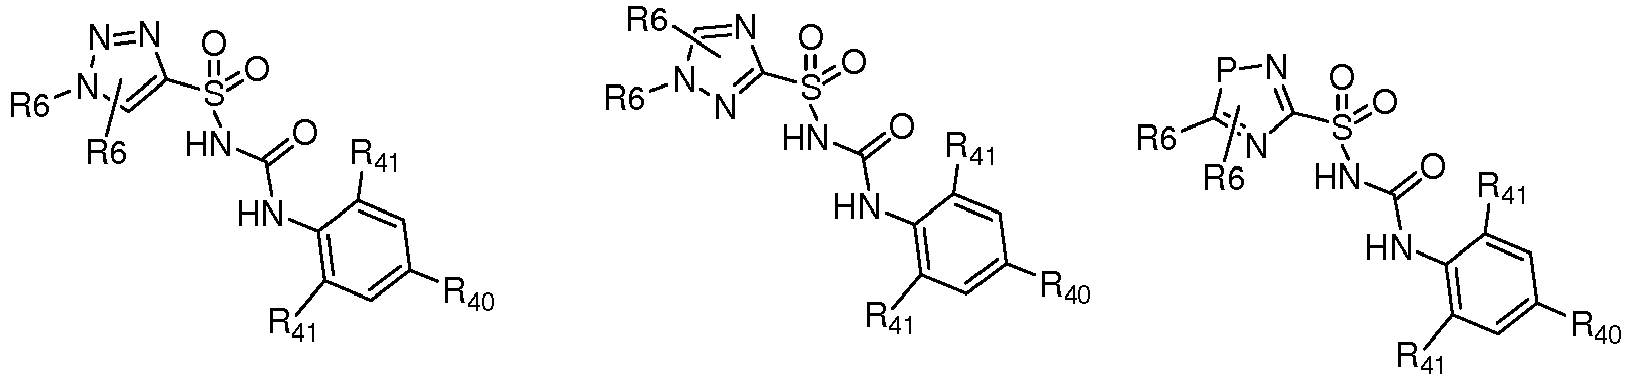 N N O
N O
R6 S
R6 HN O
R41
HN
R41 R40
R6 N O
N O
R6 N S
HN O
R41
HN
R41 R40
P N O
O
R6 N S
R6 HN O
R41
HN
R41 R40